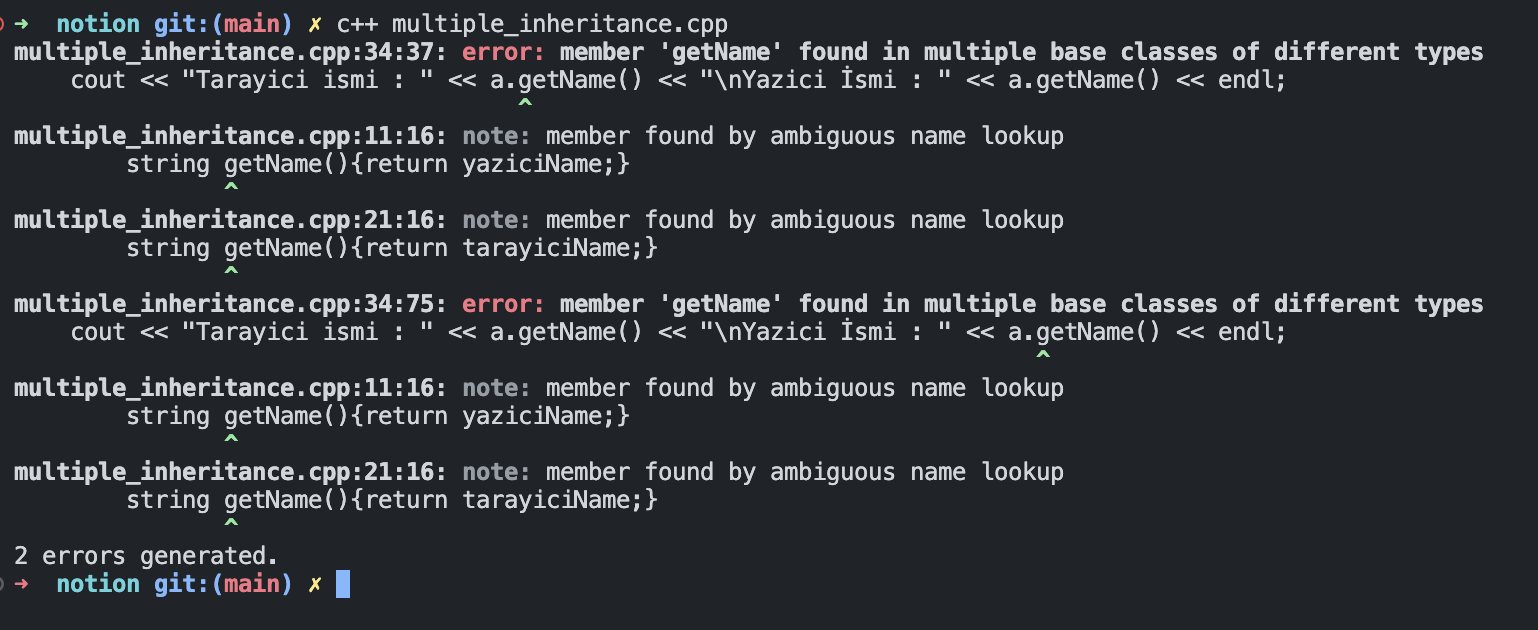 ➜  notion git:(main) ✗ c++ multiple_inheritance.cpp
multiple_inheritance.cpp:34:37: error: member 'getName' found in multiple base classes of different types
    cout << "Tarayici ismi : " << a.getName() << "\nYazici İsmi : " << a.getName() << endl;
                                    ^
multiple_inheritance.cpp:11:16: note: member found by ambiguous name lookup
        string getName(){return yaziciName;}
               ^
multiple_inheritance.cpp:21:16: note: member found by ambiguous name lookup
        string getName(){return tarayiciName;}
               ^
multiple_inheritance.cpp:34:75: error: member 'getName' found in multiple base classes of different types
    cout << "Tarayici ismi : " << a.getName() << "\nYazici İsmi : " << a.getName() << endl;
                                                                         ^
multiple_inheritance.cpp:11:16: note: member found by ambiguous name lookup
        string getName(){return yaziciName;}
               ^
multiple_inheritance.cpp:21:16: note: member found by ambiguous name lookup
        string getName(){return tarayiciName;}
               ^
2 errors generated.
➜  notion git:(main) ✗